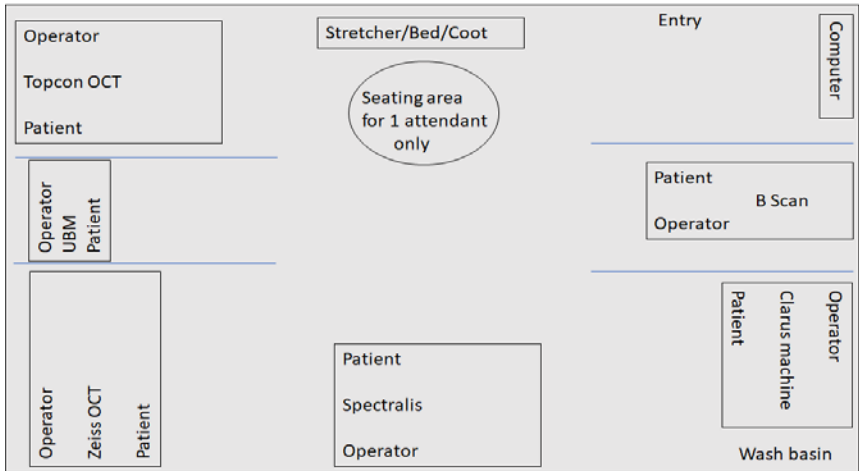 Operator
Topcon OCT
Patient
Stretcher/Bed/Coot
Seating area
for 1 attendant
only
Entry
Computer
Operator
UBM
Patient
Patient
B Scan
Operator
Operator
Zeiss OCT
Patient
Patient
Spectralis
Operator
Patient
Clarus machine
Operator
Wash basin